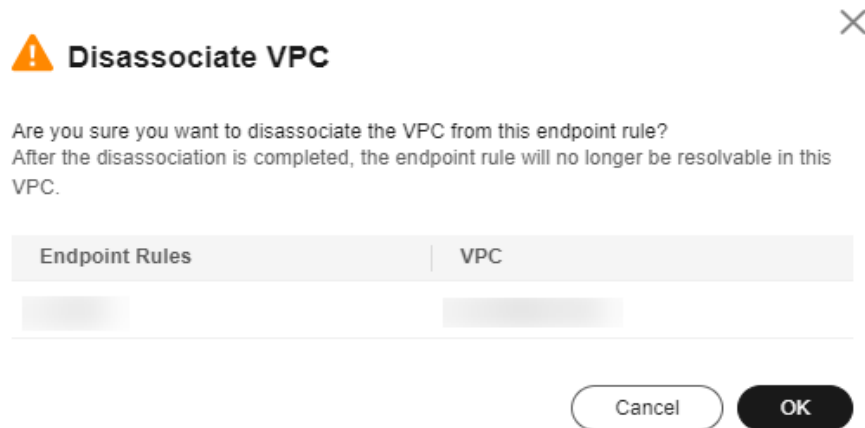 Disassociate VPC
Are you sure you want to disassociate the VPC from this endpoint rule?
After the disassociation is completed, the endpoint rule will no longer be resolvable in this
VPC.
Endpoint Rules VPC
Cancel OK